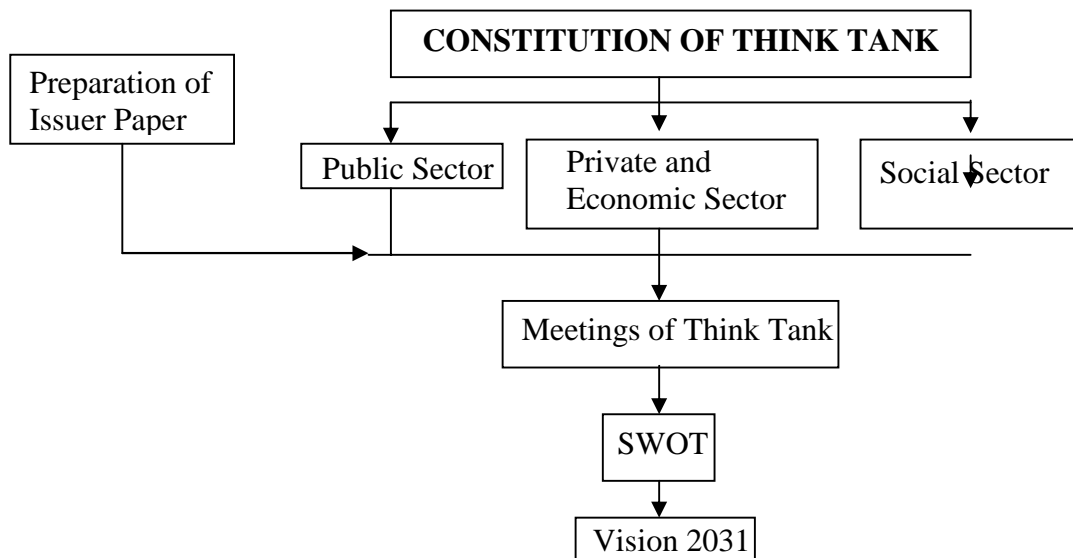 CONSTITUTION OF THINK TANK
Preparation of
Issuer Paper
Public Sector
Private and
Economic Sector
Social Sector
Meetings of Think Tank
SWOT
Vision 2031